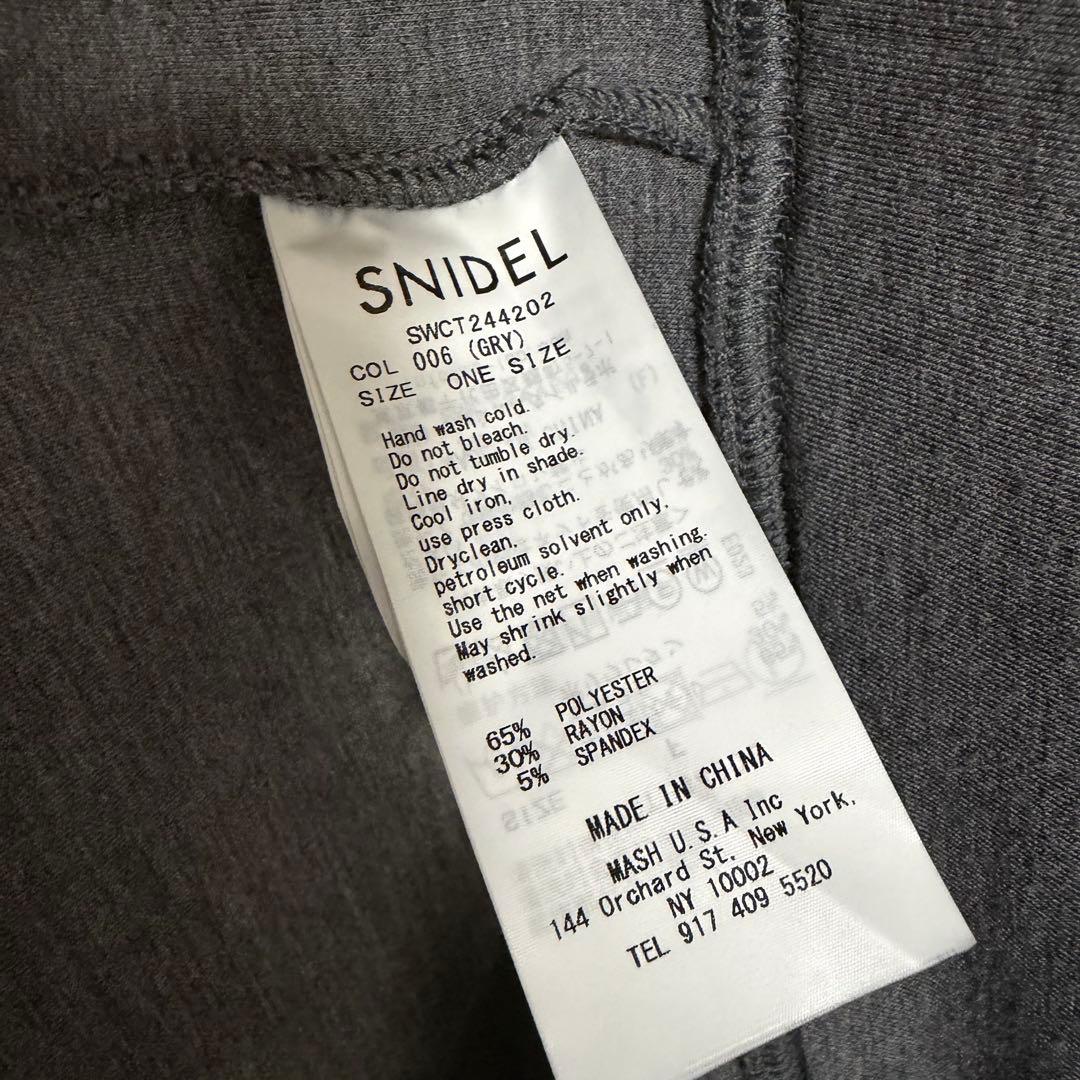 SNIDEL
SWCT244202
COL 006 (GRY)
SIZE ONE SIZE
Hand wash cold.
Do not bleach.
Do not tumble dry.
Line dry in shade.
Cool iron,
use press cloth.
Dryclean.
petroleum solvent only.
short cycle.
Use the net when washing.
May shrink slightly when
washed.
65% POLYESTER
30% RAYON
5% SPANDEX
MADE IN CHINA
MASH U.S.A Inc
144 Orchard St. New York,
NY 10002
TEL 917 409 5520